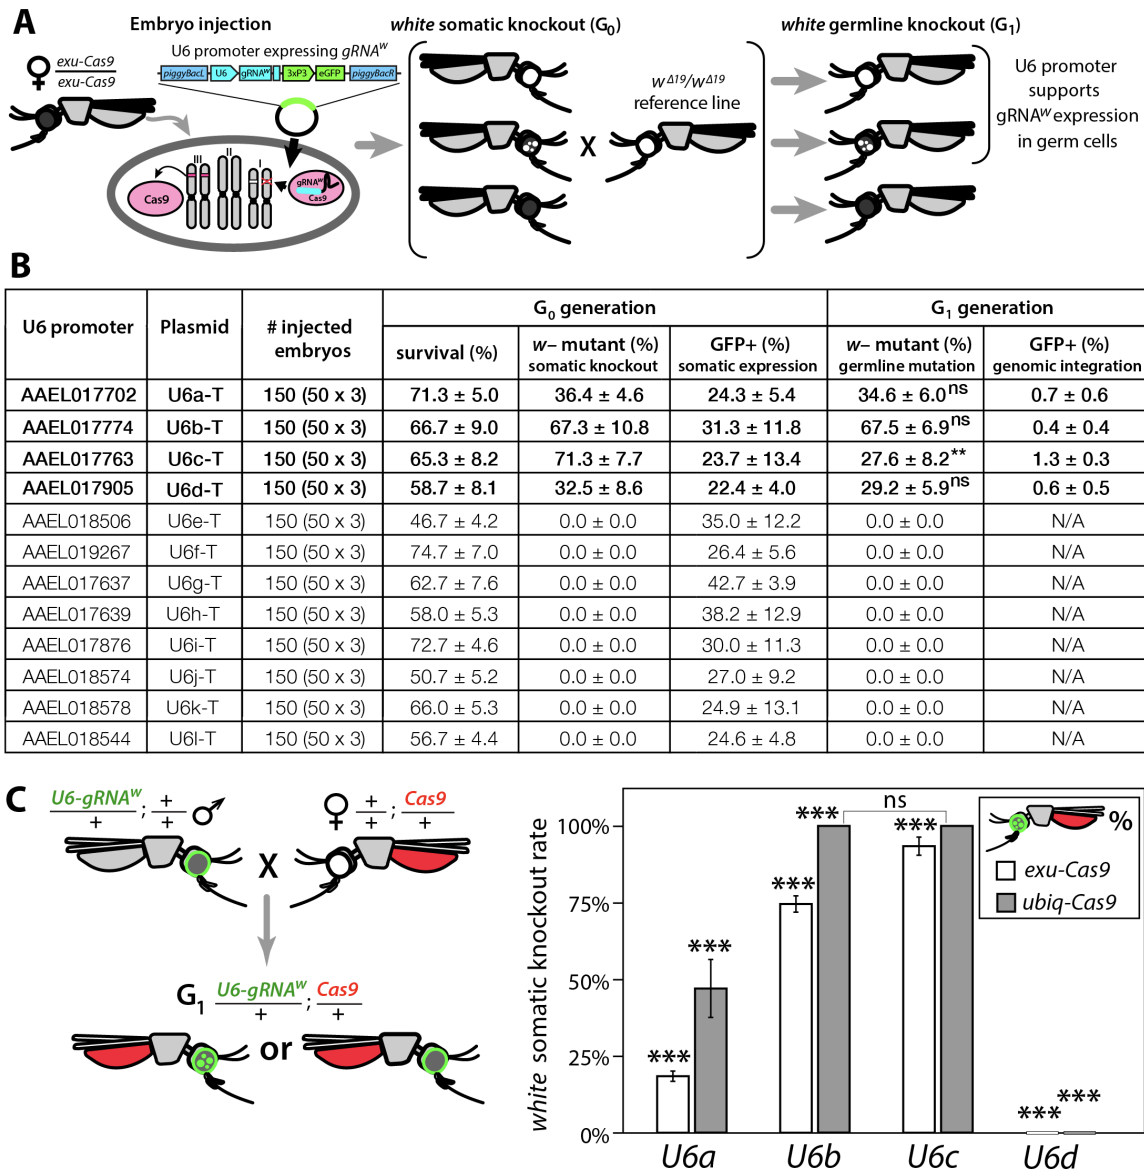 A
Embryo injection
white somatic knockout (G0)
white germline knockout (G1)
U6 promoter expressing gRNAw
exu-Cas9
exu-Cas9
piggyBacL U6 gRNAw 3xP3 eGFP piggyBacR
wΔ19/wΔ19
reference line
U6 promoter
supports
gRNAw expression
in germ cells
X
III II I
Cas9
gRNAw
Cas9
B
U6 promoter Plasmid # injected embryos G0 generation G1 generation
survival (%) w– mutant (%) somatic knockout GFP+ (%) somatic expression w– mutant (%) germline mutation GFP+ (%) genomic integration
AAEL017702 U6a-T 150 (50 x 3) 71.3 ± 5.0 36.4 ± 4.6 24.3 ± 5.4 34.6 ± 6.0ns 0.7 ± 0.6
AAEL017774 U6b-T 150 (50 x 3) 66.7 ± 9.0 67.3 ± 10.8 31.3 ± 11.8 67.5 ± 6.9ns 0.4 ± 0.4
AAEL017763 U6c-T 150 (50 x 3) 65.3 ± 8.2 71.3 ± 7.7 23.7 ± 13.4 27.6 ± 8.2** 1.3 ± 0.3
AAEL017905 U6d-T 150 (50 x 3) 58.7 ± 8.1 32.5 ± 8.6 22.4 ± 4.0 29.2 ± 5.9ns 0.6 ± 0.5
AAEL018506 U6e-T 150 (50 x 3) 46.7 ± 4.2 0.0 ± 0.0 35.0 ± 12.2 0.0 ± 0.0 N/A
AAEL019267 U6f-T 150 (50 x 3) 74.7 ± 7.0 0.0 ± 0.0 26.4 ± 5.6 0.0 ± 0.0 N/A
AAEL017637 U6g-T 150 (50 x 3) 62.7 ± 7.6 0.0 ± 0.0 42.7 ± 3.9 0.0 ± 0.0 N/A
AAEL017639 U6h-T 150 (50 x 3) 58.0 ± 5.3 0.0 ± 0.0 38.2 ± 12.9 0.0 ± 0.0 N/A
AAEL017876 U6i-T 150 (50 x 3) 72.7 ± 4.6 0.0 ± 0.0 30.0 ± 11.3 0.0 ± 0.0 N/A
AAEL018574 U6j-T 150 (50 x 3) 50.7 ± 5.2 0.0 ± 0.0 27.0 ± 9.2 0.0 ± 0.0 N/A
AAEL018578 U6k-T 150 (50 x 3) 66.0 ± 5.3 0.0 ± 0.0 24.9 ± 13.1 0.0 ± 0.0 N/A
AAEL018544 U6l-T 150 (50 x 3) 56.7 ± 4.4 0.0 ± 0.0 24.6 ± 4.8 0.0 ± 0.0 N/A
C
U6-gRNAw ; +
+ +
+ ; Cas9
+ +
X
G1 U6-gRNAw ; Cas9
+ +
or
white somatic knockout rate
100%
75%
50%
25%
0%
*** ***
*** ***
ns
***
*** ***
%
exu-Cas9
ubiq-Cas9
U6a U6b U6c U6d